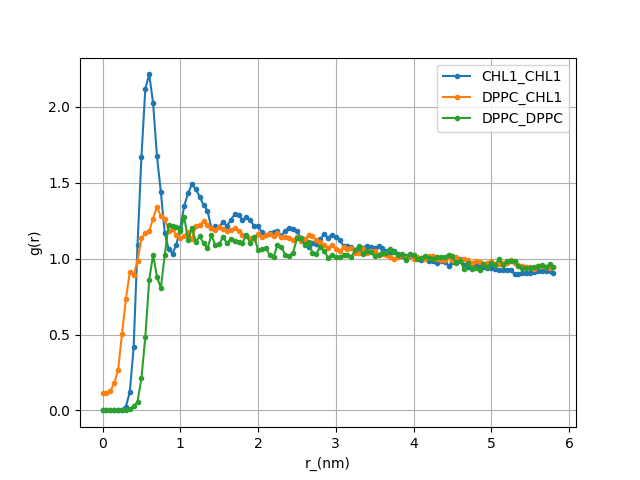 CHL1_CHL1
DPPC_CHL1
DPPC_DPPC
2.0
1.5
1.0
0.5
0.0
g(r)
0 1 2 3 4 5 6
r_(nm)